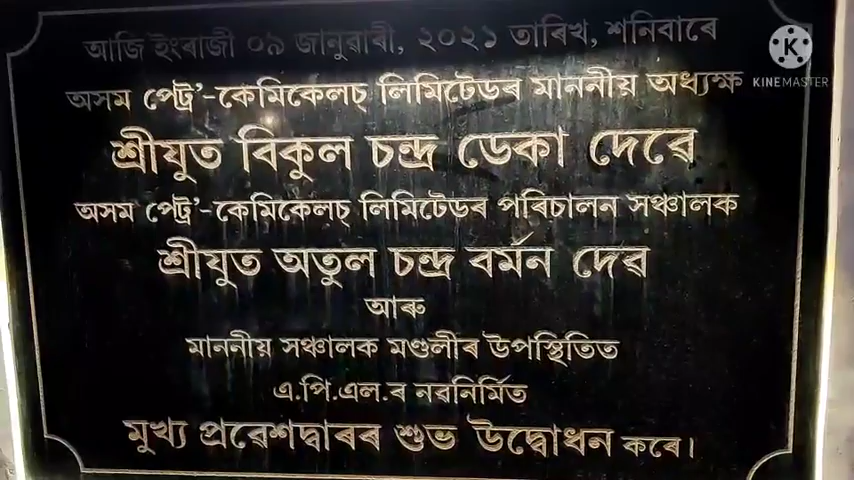 আজি ইংৰাজী ০৯ জানুৱাৰী, ২০২১ তাৰিখ, শনিবাৰে
অসম পেট্ৰ'-কেমিকেলচ্ লিমিটেডৰ মাননীয় অধ্যক্ষ
শ্ৰীযুত বিকুল চন্দ্ৰ ডেকা দেৱে
অসম পেট্ৰ'-কেমিকেলচ্ লিমিটেডৰ পৰিচালন সঞ্চালক
শ্ৰীযুত অতুল চন্দ্ৰ বৰ্মন দেৱ
আৰু
মাননীয় সঞ্চালক মণ্ডলীৰ উপস্থিতিত
এ.পি.এল.ৰ নৱনিৰ্মিত
মুখ্য প্ৰৱেশদ্বাৰৰ শুভ উদ্বোধন কৰে।
K
KINEMASTER